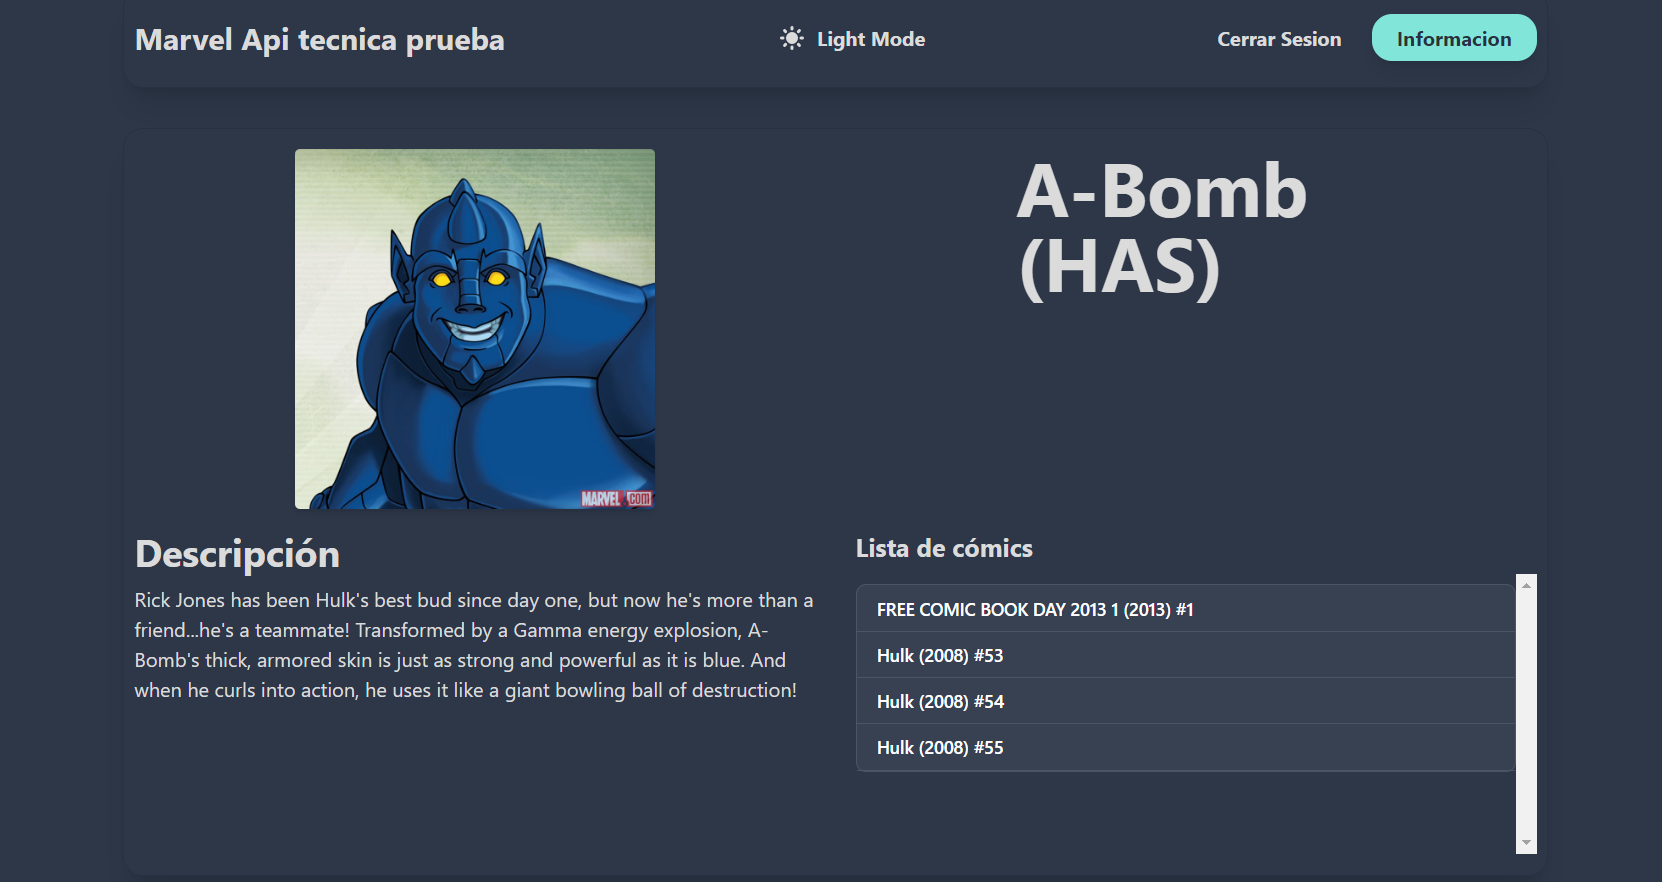 Marvel Api tecnica prueba
Light Mode
Cerrar Sesion
Informacion
A-Bomb
(HAS)
MARVEL.COM
Descripción
Rick Jones has been Hulk's best bud since day one, but now he's more than a
friend...he's a teammate! Transformed by a Gamma energy explosion, A-
Bomb's thick, armored skin is just as strong and powerful as it is blue. And
when he curls into action, he uses it like a giant bowling ball of destruction!
Lista de cómics
FREE COMIC BOOK DAY 2013 1 (2013) #1
Hulk (2008) #53
Hulk (2008) #54
Hulk (2008) #55